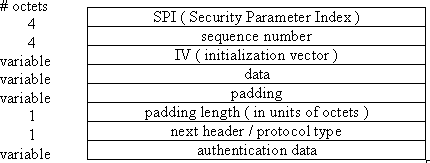 # octets
4 SPI ( Security Parameter Index )
4 sequence number
variable IV ( initialization vector )
variable data
variable padding
1 padding length ( in units of octets )
1 next header / protocol type
variable authentication data